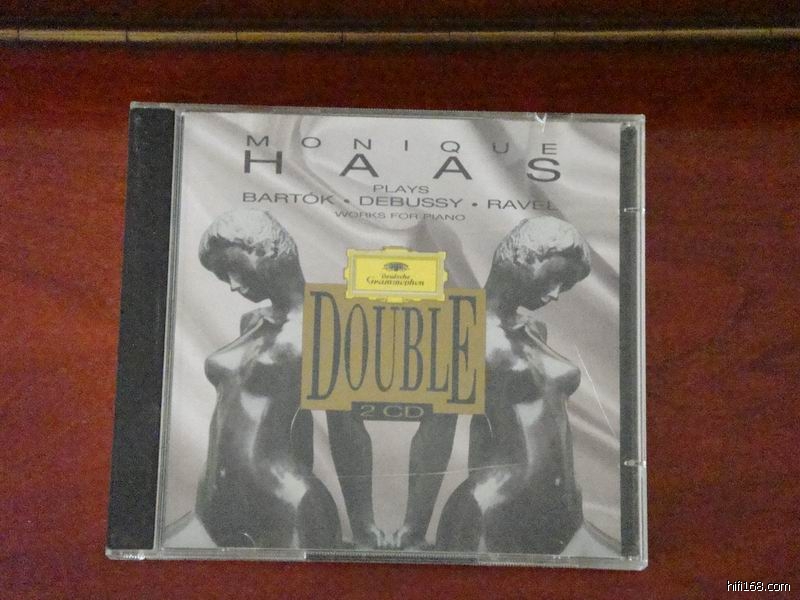 MONIQUE
HAAS
PLAYS
BARTÓK • DEBUSSY • RAVEL
WORKS FOR PIANO
Deutsche
Grammophon
DOUBLE
2 CD
hifi168.com